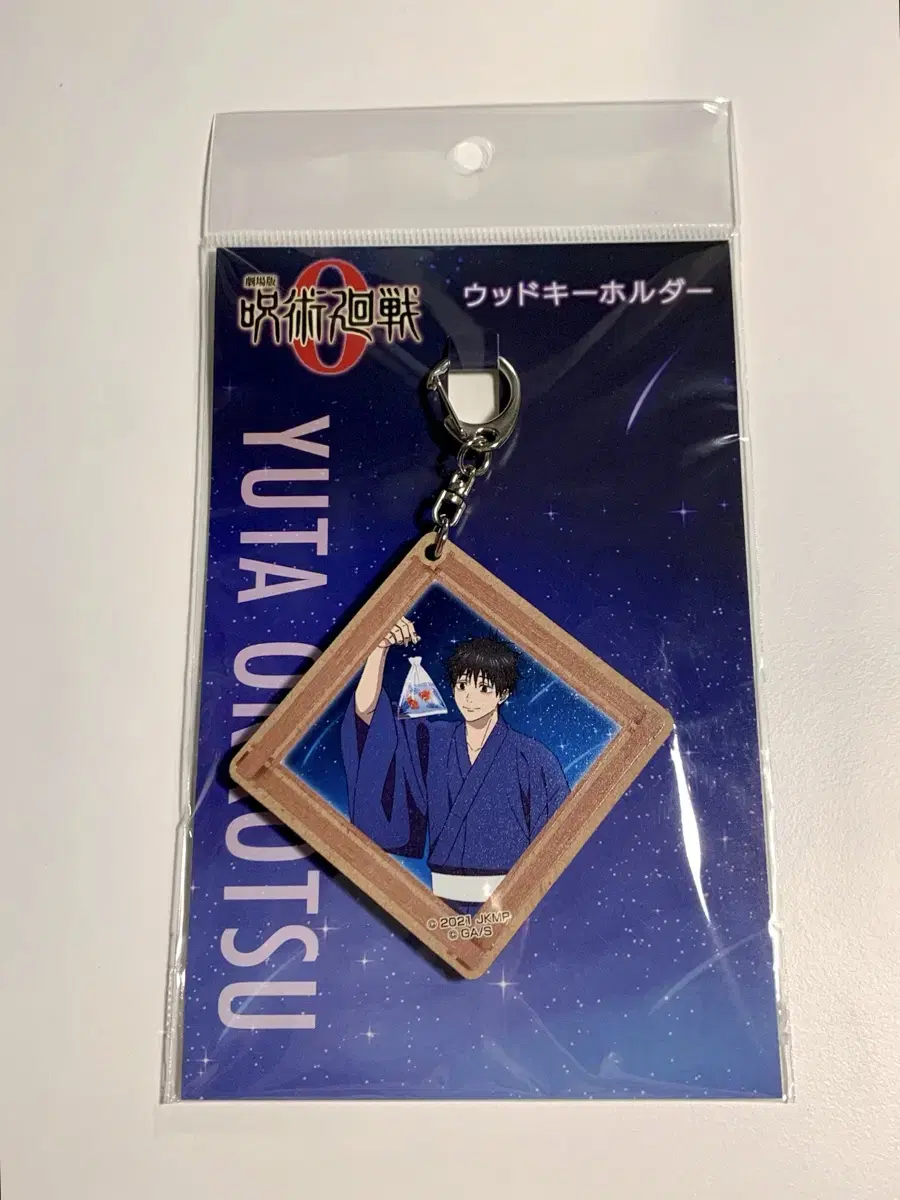 劇場版
呪術廻戦
0
ウッドキーホルダー
YUTA OKKOTSU
© 2021 JKMP
© GA/S